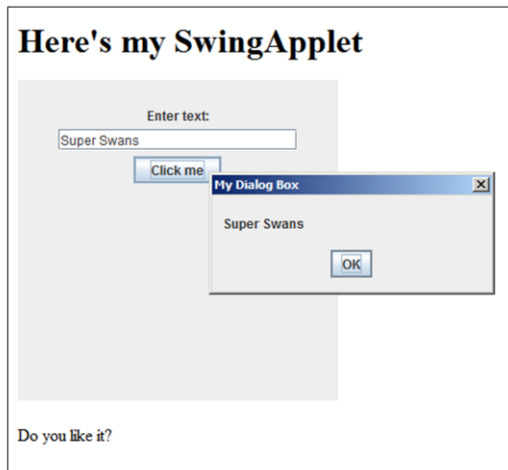 Here's my SwingApplet
Enter text:
Super Swans
Click me
My Dialog Box
Super Swans
OK
Do you like it?